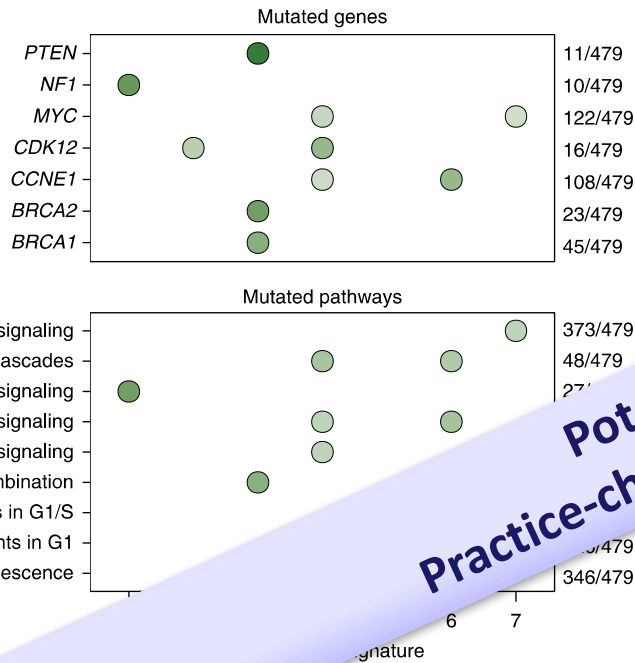 Mutated genes
PTEN 11/479
NF1 10/479
MYC 122/479
CDK12 16/479
CCNE1 108/479
BRCA2 23/479
BRCA1 45/479
Mutated pathways
signaling 373/479
ascades 48/479
signaling 27/
signaling
signaling
mbination
s in G1/S
nts in G1 /479
escence 346/479
Pot
Practice-ch
6 7
gnature